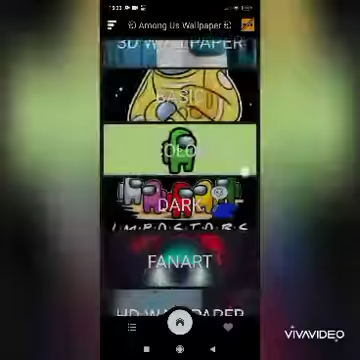 Among Us Wallpaper
3D WALLPAPER
BASIC
COLOR
DARK
IMPOSTORS
FANART
HD WALLPAPER
VIVAVIDEO